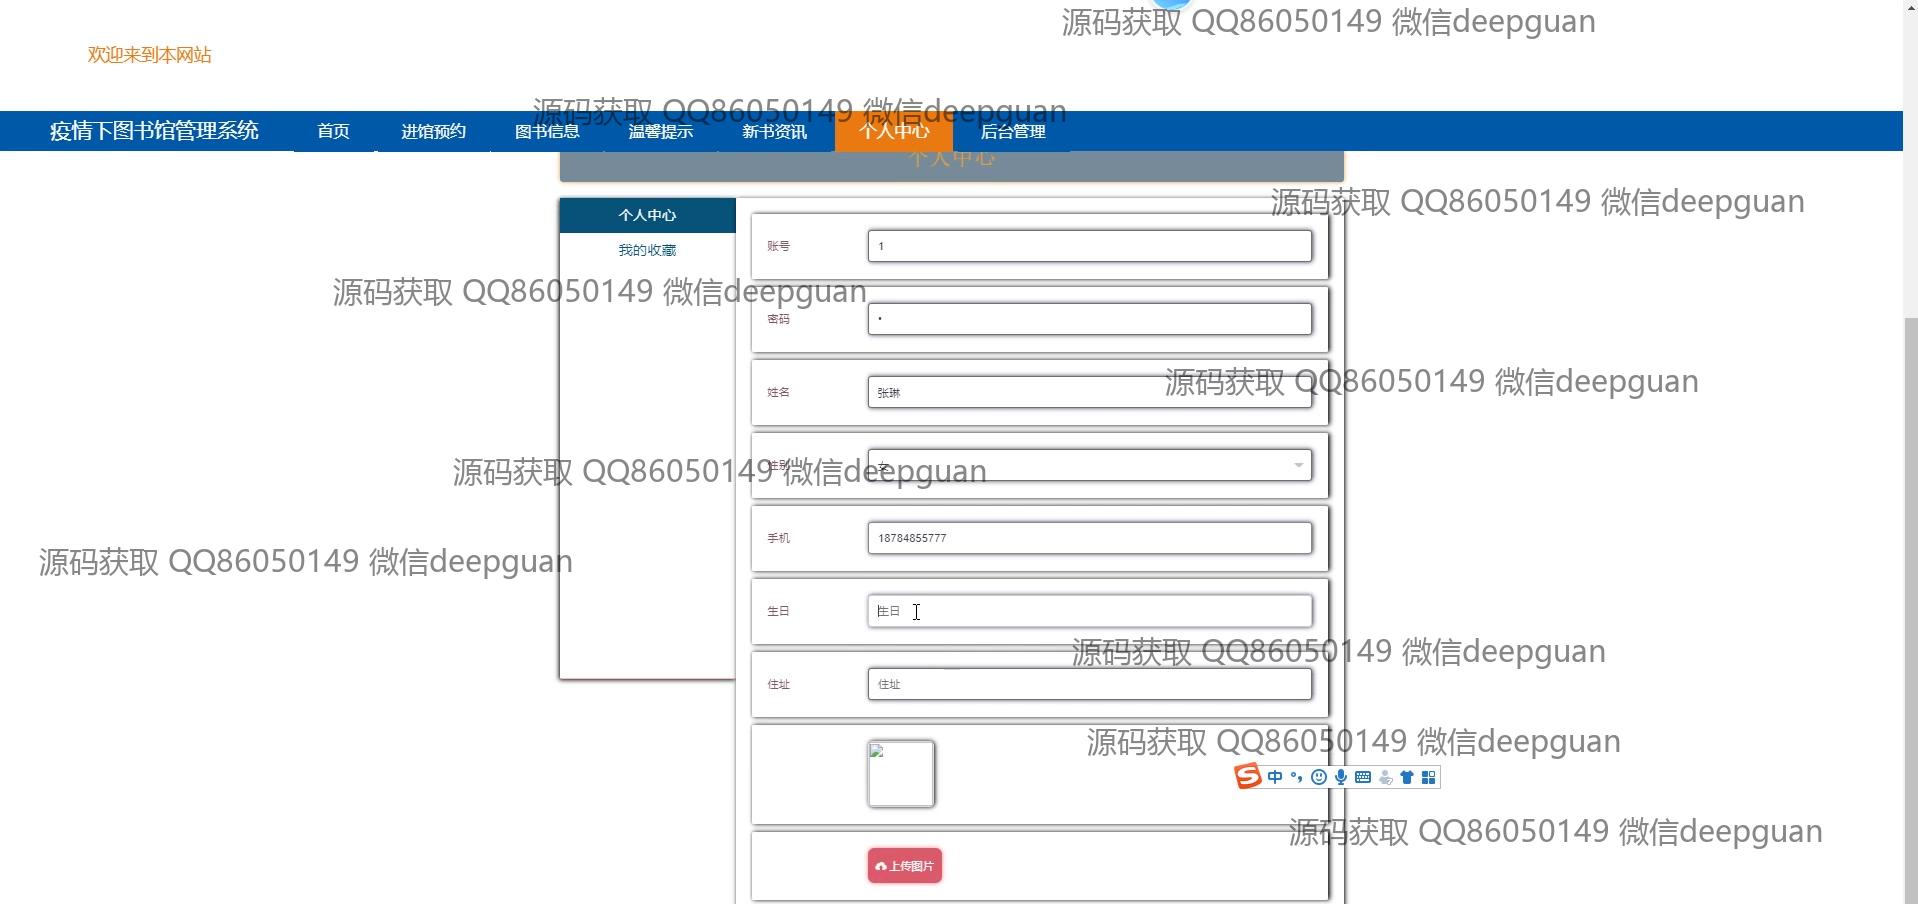 源码获取 QQ86050149 微信deepguan
欢迎来到本网站
源码获取 QQ86050149 微信deepguan
疫情下图书馆管理系统 首页 进馆预约 图书信息 温馨提示 新书资讯 个人中心 后台管理
个人中心
源码获取 QQ86050149 微信deepguan
个人中心
我的收藏
账号 1
源码获取 QQ86050149 微信deepguan
密码 •
源码获取 QQ86050149 微信deepguan
姓名 张琳
源码获取 QQ86050149 微信deepguan
性别 女
手机 18784855777
源码获取 QQ86050149 微信deepguan
生日 生日
源码获取 QQ86050149 微信deepguan
住址 住址
源码获取 QQ86050149 微信deepguan
S 中
源码获取 QQ86050149 微信deepguan
上传图片